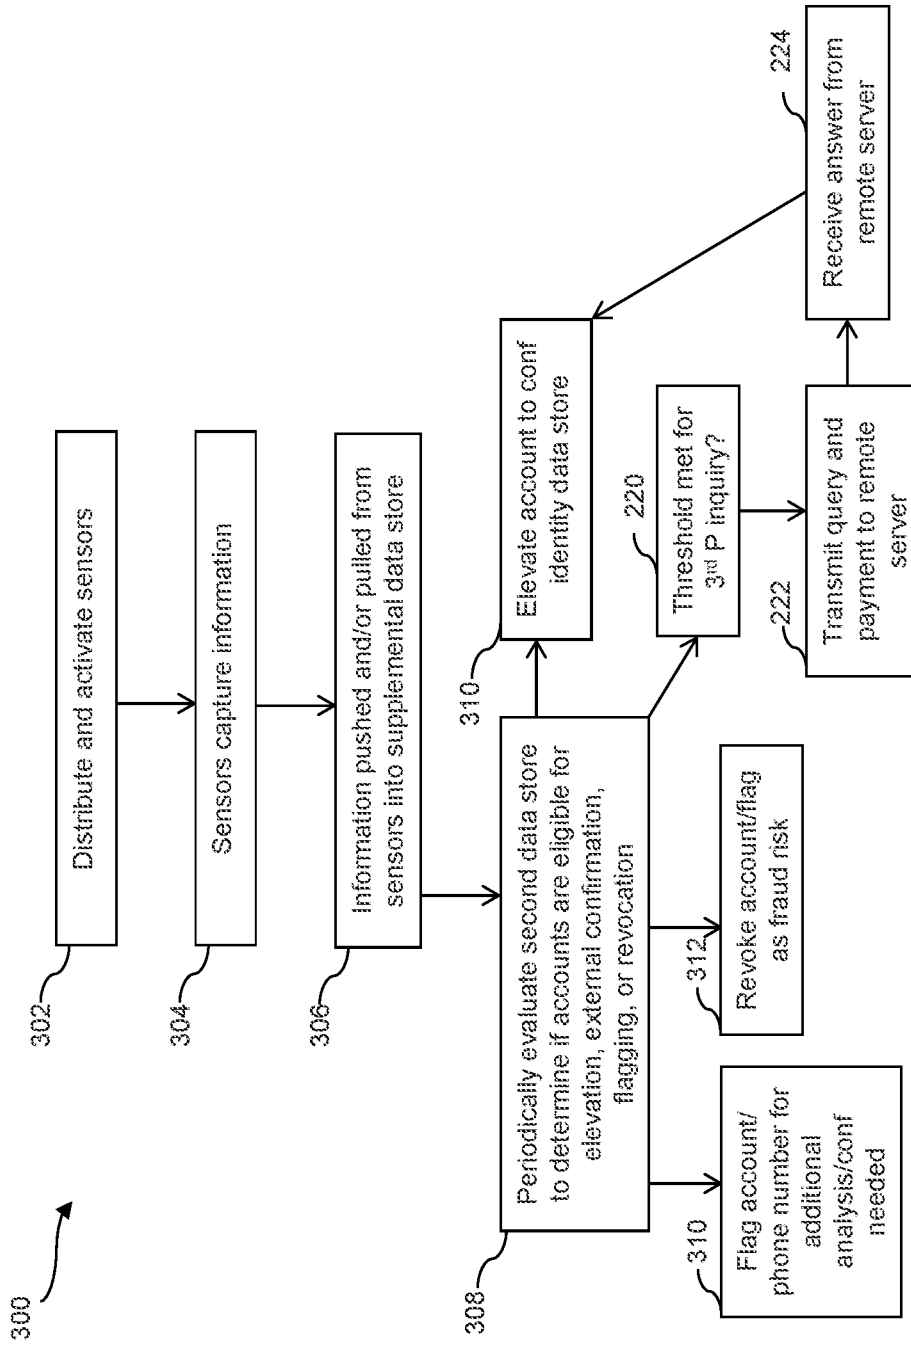 300
302
Distribute and activate sensors
304
Sensors capture information
306
Information pushed and/or pulled from
sensors into supplemental data store
308
Periodically evaluate second data store
to determine if accounts are eligible for
elevation, external confirmation,
flagging, or revocation
310
Elevate account to conf
identity data store
310
Flag account/
phone number for
additional
analysis/conf
needed
312
Revoke account/flag
as fraud risk
220
Threshold met for
3rd P inquiry?
222
Transmit query and
payment to remote
server
224
Receive answer from
remote server